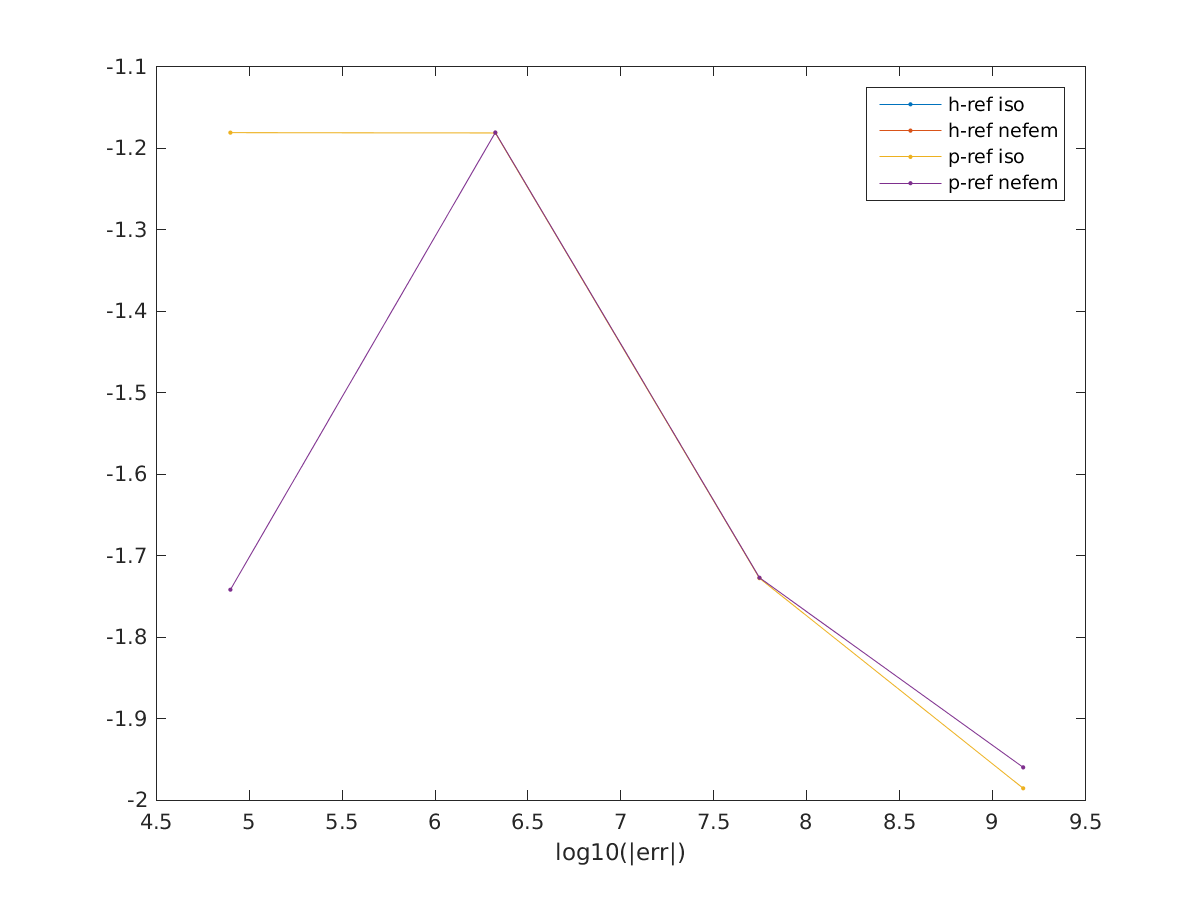 -1.1
-1.2
-1.3
-1.4
-1.5
-1.6
-1.7
-1.8
-1.9
-2
4.5 5 5.5 6 6.5 7 7.5 8 8.5 9 9.5
log10(|err|)
h-ref iso
h-ref nefem
p-ref iso
p-ref nefem